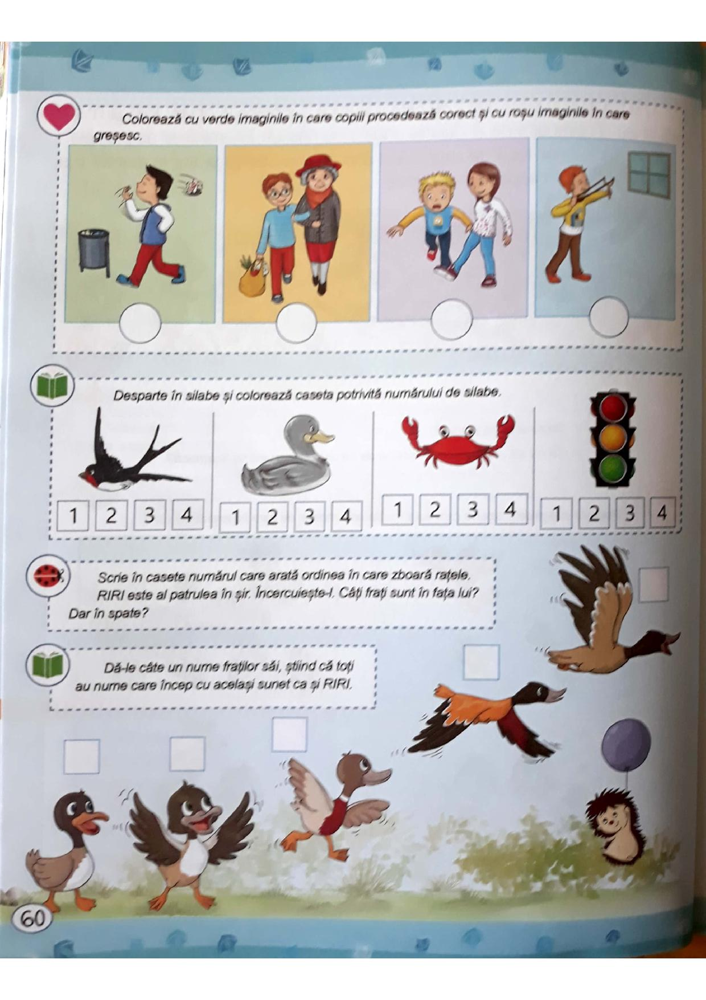 Colorează cu verde imaginile în care copiii procedează corect și cu roșu imaginile în care
greșesc.
Desparte în silabe și colorează caseta potrivită numărului de silabe.
1 2 3 4 1 2 3 4 1 2 3 4 1 2 3 4
Scrie în casete numărul care arată ordinea în care zboară rațele.
RIRI este al patrulea în șir. Încercuiește-l. Câți frați sunt în fața lui?
Dar în spate?
Dă-le câte un nume fraților săi, știind că toți
au nume care încep cu același sunet ca și RIRI.
60